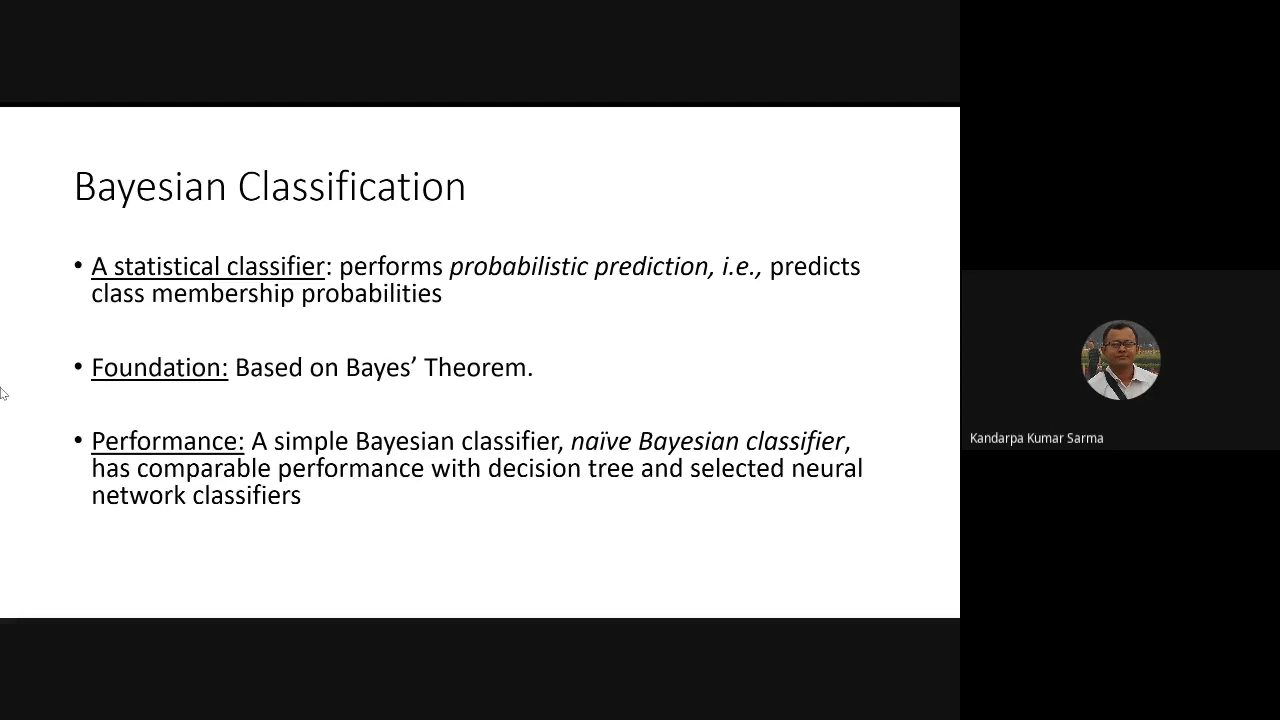 Bayesian Classification
• A statistical classifier: performs probabilistic prediction, i.e., predicts
class membership probabilities
• Foundation: Based on Bayes’ Theorem.
• Performance: A simple Bayesian classifier, naïve Bayesian classifier,
has comparable performance with decision tree and selected neural
network classifiers
Kandarpa Kumar Sarma